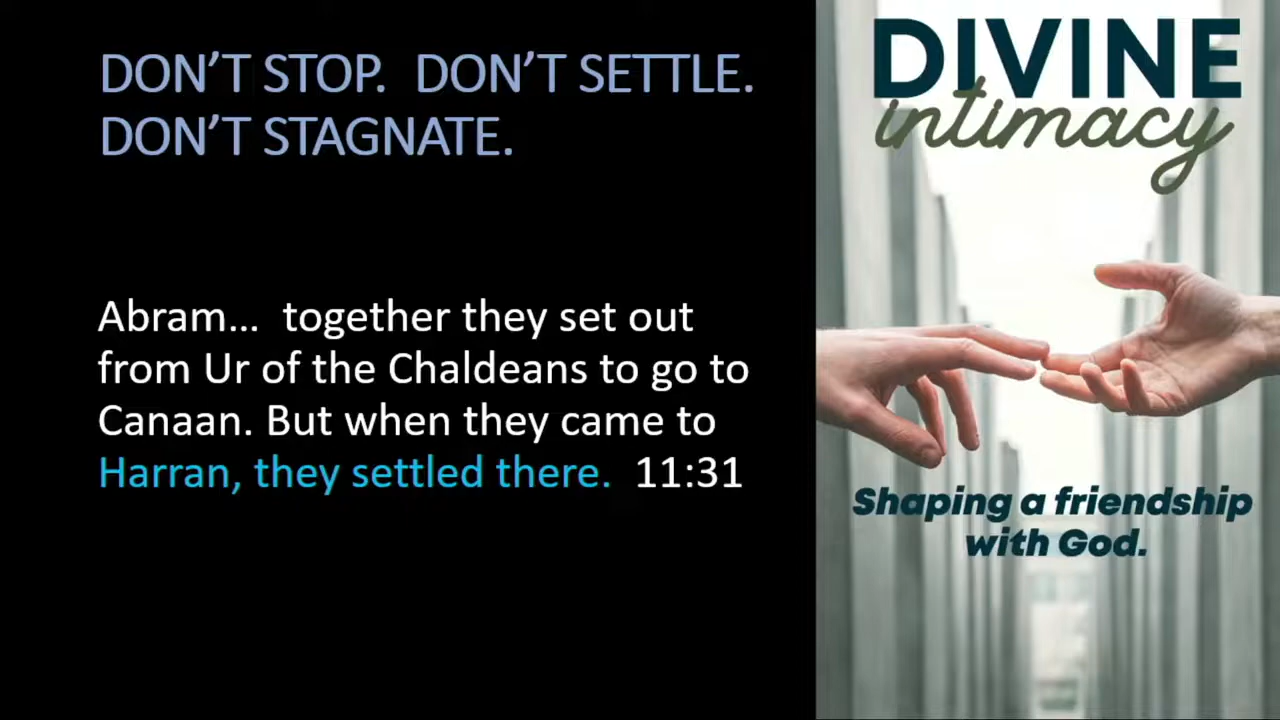 DON’T STOP.  DON’T SETTLE.
DON’T STAGNATE.
Abram…  together they set out
from Ur of the Chaldeans to go to
Canaan. But when they came to
Harran, they settled there.  11:31
DIVINE
intimacy
Shaping a friendship
with God.